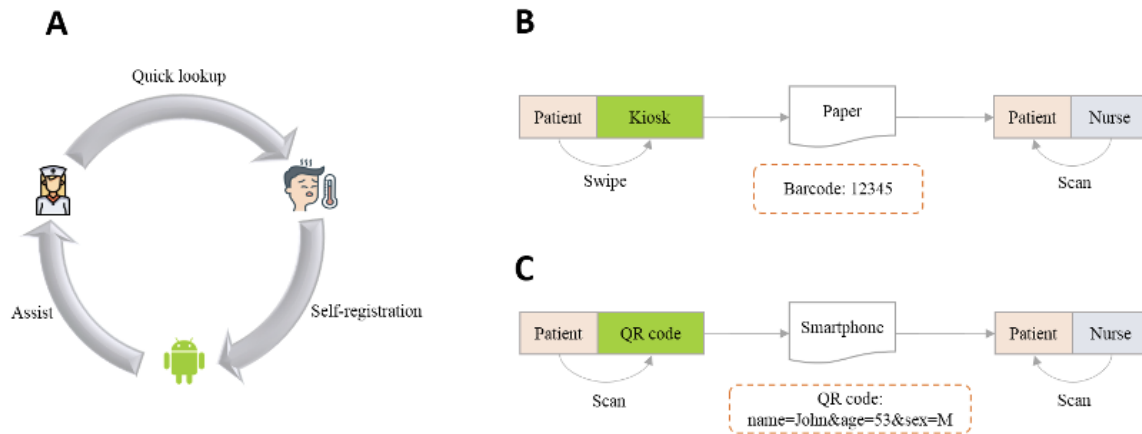 A
Quick lookup
Assist
Self-registration
B
Patient
Kiosk
Swipe
Paper
Barcode: 12345
Patient
Nurse
Scan
C
Patient
QR code
Scan
Smartphone
QR code:
name=John&age=53&sex=M
Patient
Nurse
Scan